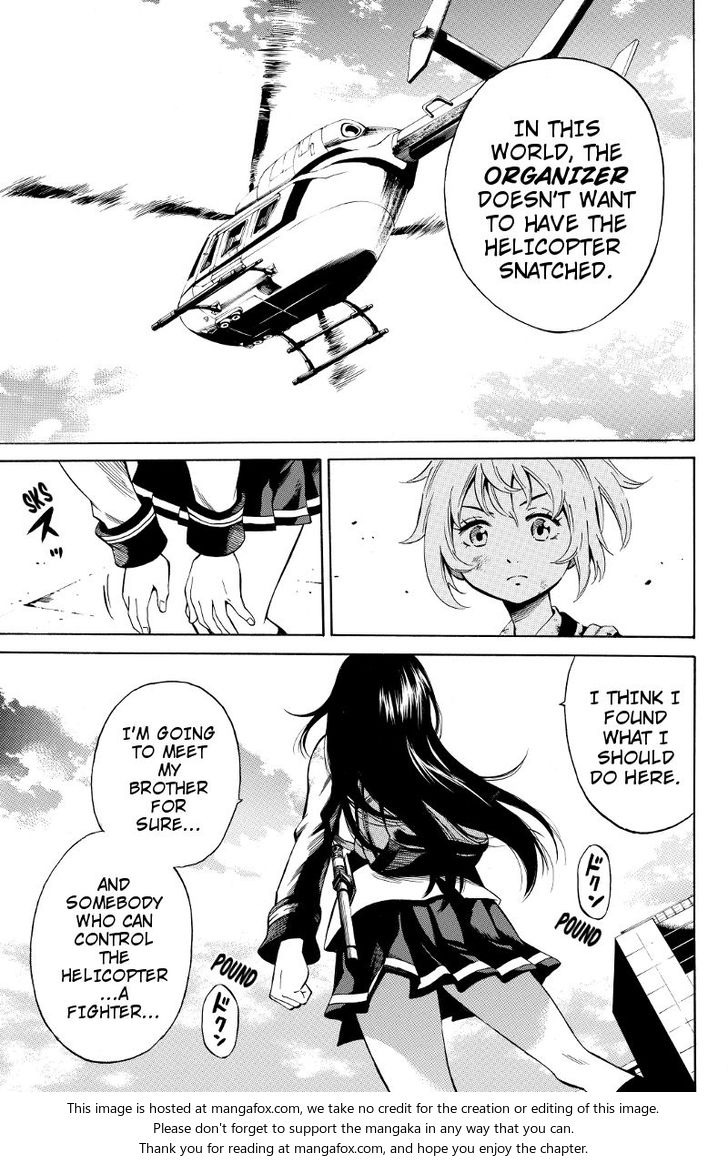 IN THIS
WORLD, THE
ORGANIZER
DOESN'T WANT
TO HAVE THE
HELICOPTER
SNATCHED.
SKS
スッ
I THINK I
FOUND
WHAT I
SHOULD
DO HERE.
ドクン
POUND
I'M GOING
TO MEET
MY
BROTHER
FOR
SURE...
AND
SOMEBODY
WHO CAN
CONTROL
THE
HELICOPTER
...A
FIGHTER...
POUND
ドクン
This image is hosted at mangafox.com, we take no credit for the creation or editing of this image.
Please don't forget to support the mangaka in any way that you can.
Thank you for reading at mangafox.com, and hope you enjoy the chapter.